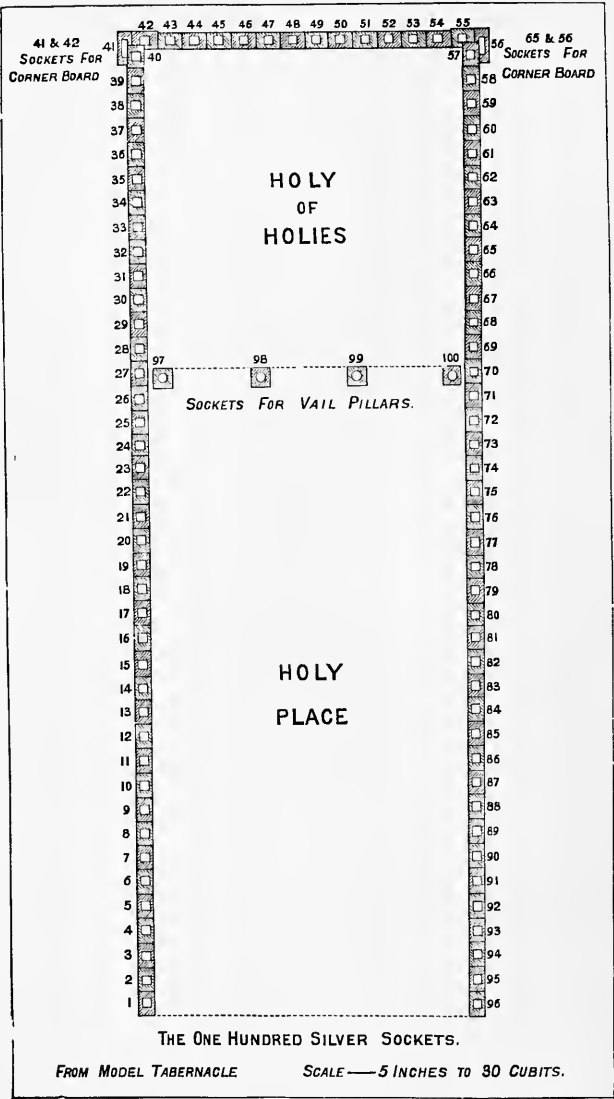 41 & 42
SOCKETS FOR
CORNER BOARD
65 & 56
SOCKETS FOR
CORNER BOARD
42 43 44 45 46 47 48 49 50 51 52 53 54 55
41 40 57 56
39 58
38 59
37 60
36 61
35 62
34 63
33 64
32 65
31 66
30 67
29 68
28 69
27 70
26 71
25 72
24 73
23 74
22 75
21 76
20 77
19 78
18 79
17 80
16 81
15 82
14 83
13 84
12 85
11 86
10 87
9 88
8 89
7 90
6 91
5 92
4 93
3 94
2 95
1 96
HOLY
OF
HOLIES
97 98 99 100
SOCKETS FOR VAIL PILLARS.
HOLY
PLACE
THE ONE HUNDRED SILVER SOCKETS.
FROM MODEL TABERNACLE SCALE — 5 INCHES TO 30 CUBITS.